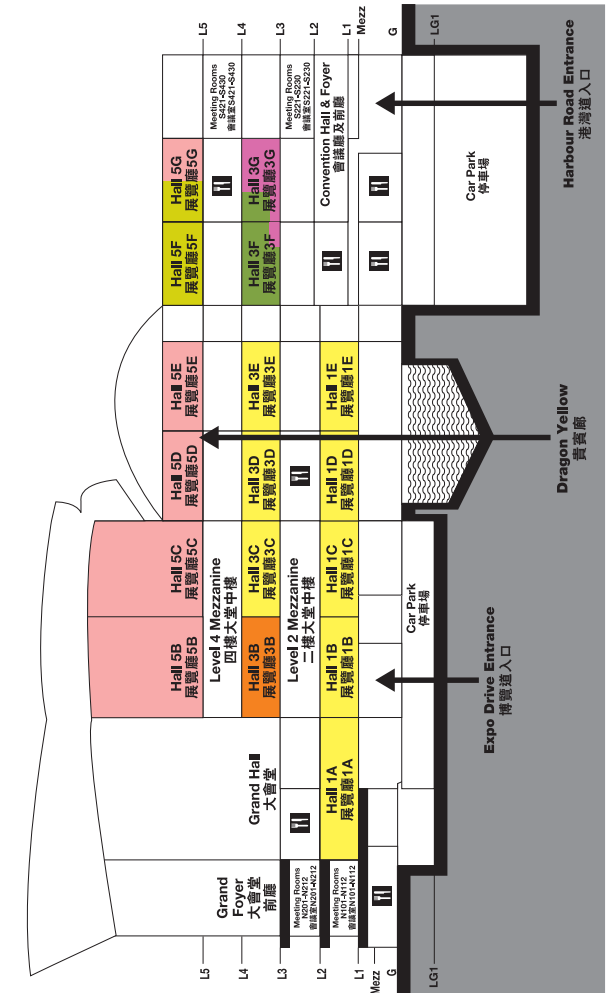 L5
Hall 5B
展覽廳5B
Hall 5C
展覽廳5C
Hall 5D
展覽廳5D
Hall 5E
展覽廳5E
Hall 5F
展覽廳5F
Hall 5G
展覽廳5G
L5
L4
Grand
Foyer
大會堂
前廳
Grand Hall
大會堂
Level 4 Mezzanine
四樓大堂中樓
Meeting Rooms
S421-S430
會議室S421-S430
L4
L3
Hall 3B
展覽廳3B
Hall 3C
展覽廳3C
Hall 3D
展覽廳3D
Hall 3E
展覽廳3E
Hall 3F
展覽廳3F
Hall 3G
展覽廳3G
L3
L2
Meeting Rooms
N201-N212
會議室N201-N212
Level 2 Mezzanine
二樓大堂中樓
Meeting Rooms
S221-S230
會議室S221-S230
L2
L1
Meeting Rooms
N101-N112
會議室N101-N112
Hall 1A
展覽廳1A
Hall 1B
展覽廳1B
Hall 1C
展覽廳1C
Hall 1D
展覽廳1D
Hall 1E
展覽廳1E
Convention Hall & Foyer
會議廳及前廳
L1
Mezz
Mezz
G
G
LG1
Car Park
停車場
Car Park
停車場
LG1
Expo Drive Entrance
博覽道入口
Dragon Yellow
貴賓廊
Harbour Road Entrance
港灣道入口